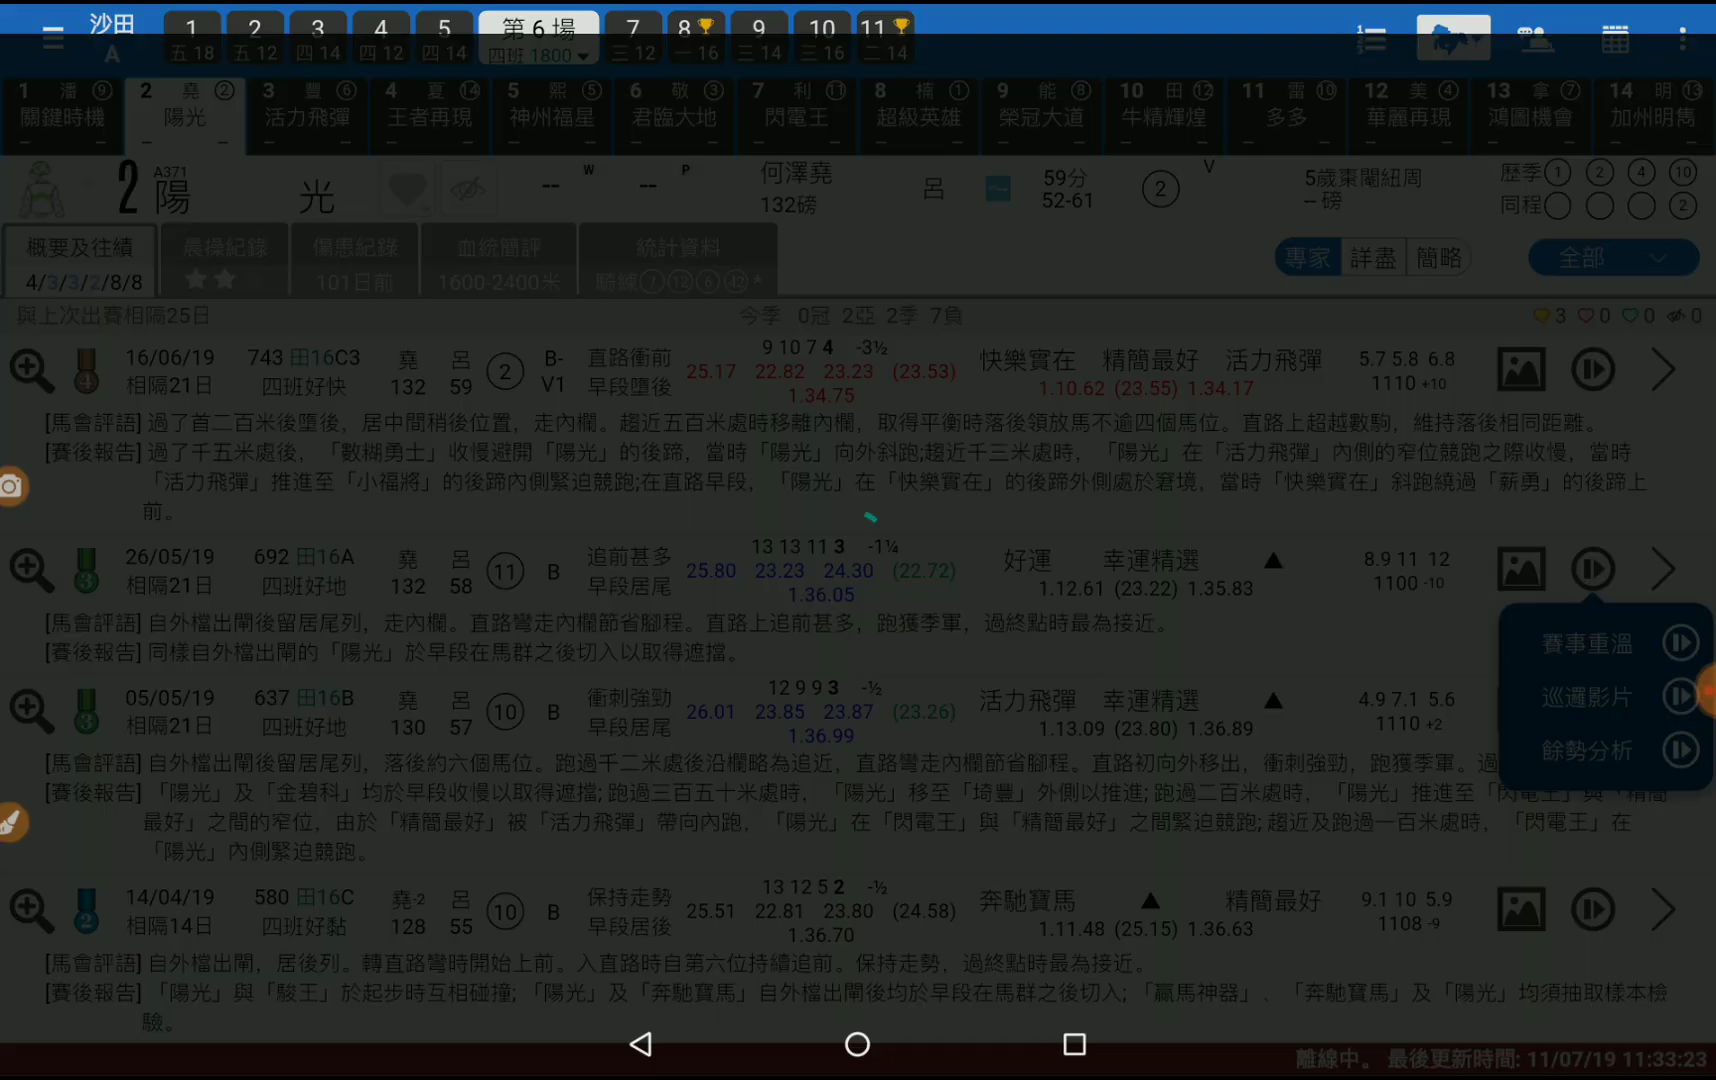 沙田 A
1 五 18
2 五 12
3 四 14
4 四 12
5 四 14
第 6 場 四班 1800
7 三 12
8 一 16
9 三 14
10 三 16
11 二 14
1 潘 9 關鍵時機 – –
2 堯 2 陽光 – –
3 豐 6 活力飛彈 – –
4 夏 14 王者再現 – –
5 熙 5 神州福星 – –
6 敬 3 君臨大地 – –
7 利 11 閃電王 – –
8 楠 1 超級英雄 – –
9 能 8 榮冠大道 – –
10 田 12 牛精輝煌 – –
11 雷 10 多多 – –
12 美 4 華麗再現 – –
13 拿 7 鴻圖機會 – –
14 明 13 加州明雋 – –
2 A371 陽 光 -- W -- P 何澤堯 132磅 呂 59分 52-61 2 V 5歲棗閹紐周 -- 磅
歷季 1 2 4 10
同程 2
概要及往績 4/3/3/2/8/8
晨操紀錄
傷患紀錄 101日前
血統簡評 1600-2400米
統計資料 騎練 7 12 6 42 *
專家 詳盡 簡略 全部
與上次出賽相隔25日 今季 0冠 2亞 2季 7負 3 0 0 0
4 16/06/19 743 田16C3 堯 呂 2 B- 直路衝前 9 10 7 4 -3½ 快樂實在 精簡最好 活力飛彈 5.7 5.8 6.8
相隔21日 四班好快 132 59 V1 早段墮後 25.17 22.82 23.23 (23.53) 1.34.75 1.10.62 (23.55) 1.34.17 1110 +10
[馬會評語] 過了首二百米後墮後，居中間稍後位置，走內欄。趨近五百米處時移離內欄，取得平衡時落後領放馬不逾四個馬位。直路上超越數駒，維持落後相同距離。
[賽後報告] 過了千五米處後，「數糊勇士」收慢避開「陽光」的後蹄，當時「陽光」向外斜跑;趨近千三米處時，「陽光」在「活力飛彈」內側的窄位競跑之際收慢，當時
「活力飛彈」推進至「小福將」的後蹄內側緊迫競跑;在直路早段，「陽光」在「快樂實在」的後蹄外側處於窘境，當時「快樂實在」斜跑繞過「薪勇」的後蹄上
前。
3 26/05/19 692 田16A 堯 呂 11 B 追前甚多 13 13 11 3 -1¼ 好運 幸運精選 ▲ 8.9 11 12
相隔21日 四班好地 132 58 早段居尾 25.80 23.23 24.30 (22.72) 1.36.05 1.12.61 (23.22) 1.35.83 1100 -10
[馬會評語] 自外檔出閘後留居尾列，走內欄。直路彎走內欄節省腳程。直路上追前甚多，跑獲季軍，過終點時最為接近。
[賽後報告] 同樣自外檔出閘的「陽光」於早段在馬群之後切入以取得遮擋。
賽事重溫
巡邏影片
餘勢分析
3 05/05/19 637 田16B 堯 呂 10 B 衝刺強勁 12 9 9 3 -½ 活力飛彈 幸運精選 ▲ 4.9 7.1 5.6
相隔21日 四班好地 130 57 早段居尾 26.01 23.85 23.87 (23.26) 1.36.99 1.13.09 (23.80) 1.36.89 1110 +2
[馬會評語] 自外檔出閘後留居尾列，落後約六個馬位。跑過千二米處後沿欄略為追近，直路彎走內欄節省腳程。直路初向外移出，衝刺強勁，跑獲季軍。過
[賽後報告] 「陽光」及「金碧科」均於早段收慢以取得遮擋; 跑過三百五十米處時，「陽光」移至「琦豐」外側以推進; 跑過二百米處時，「陽光」推進至「閃電王」與「精簡
最好」之間的窄位，由於「精簡最好」被「活力飛彈」帶向內跑，「陽光」在「閃電王」與「精簡最好」之間緊迫競跑; 趨近及跑過一百米處時，「閃電王」在
「陽光」內側緊迫競跑。
2 14/04/19 580 田16C 堯-2 呂 10 B 保持走勢 13 12 5 2 -½ 奔馳寶馬 ▲ 精簡最好 9.1 10 5.9
相隔14日 四班好黏 128 55 早段居後 25.51 22.81 23.80 (24.58) 1.36.70 1.11.48 (25.15) 1.36.63 1108 -9
[馬會評語] 自外檔出閘，居後列。轉直路彎時開始上前。入直路時自第六位持續追前。保持走勢，過終點時最為接近。
[賽後報告] 「陽光」與「駿王」於起步時互相碰撞; 「陽光」及「奔馳寶馬」自外檔出閘後均於早段在馬群之後切入; 「贏馬神器」、「奔馳寶馬」及「陽光」均須抽取樣本檢
驗。
離線中。 最後更新時間: 11/07/19 11:33:23